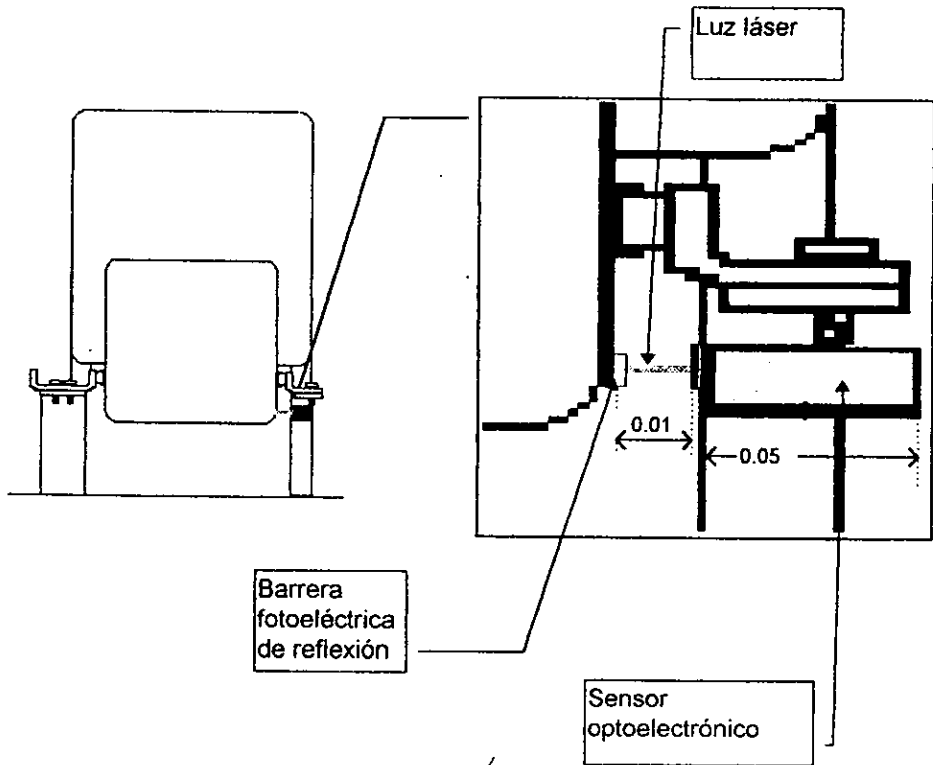 Luz láser
0.01
0.05
Barrera
fotoeléctrica
de reflexión
Sensor
optoelectrónico